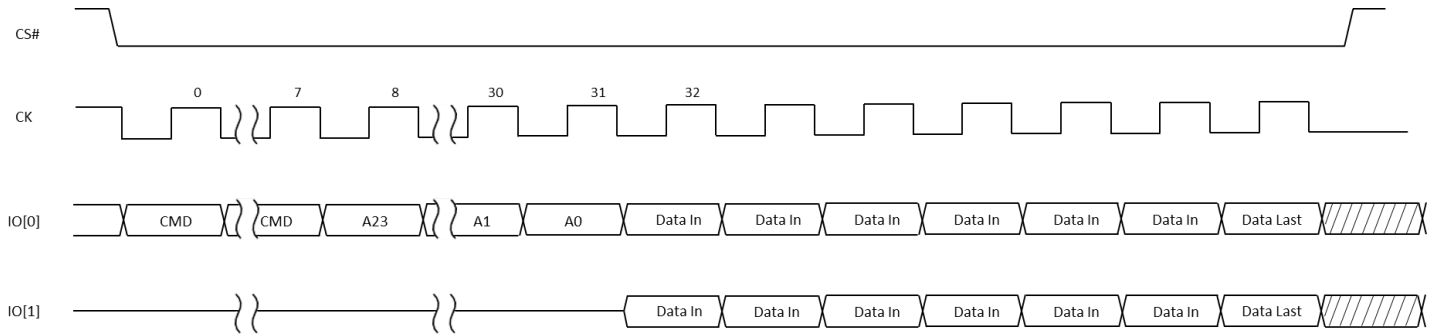 CS#
0 7 8 30 31 32
CK
IO[0] CMD CMD A23 A1 A0 Data In Data In Data In Data In Data In Data In Data Last
IO[1] Data In Data In Data In Data In Data In Data In Data Last